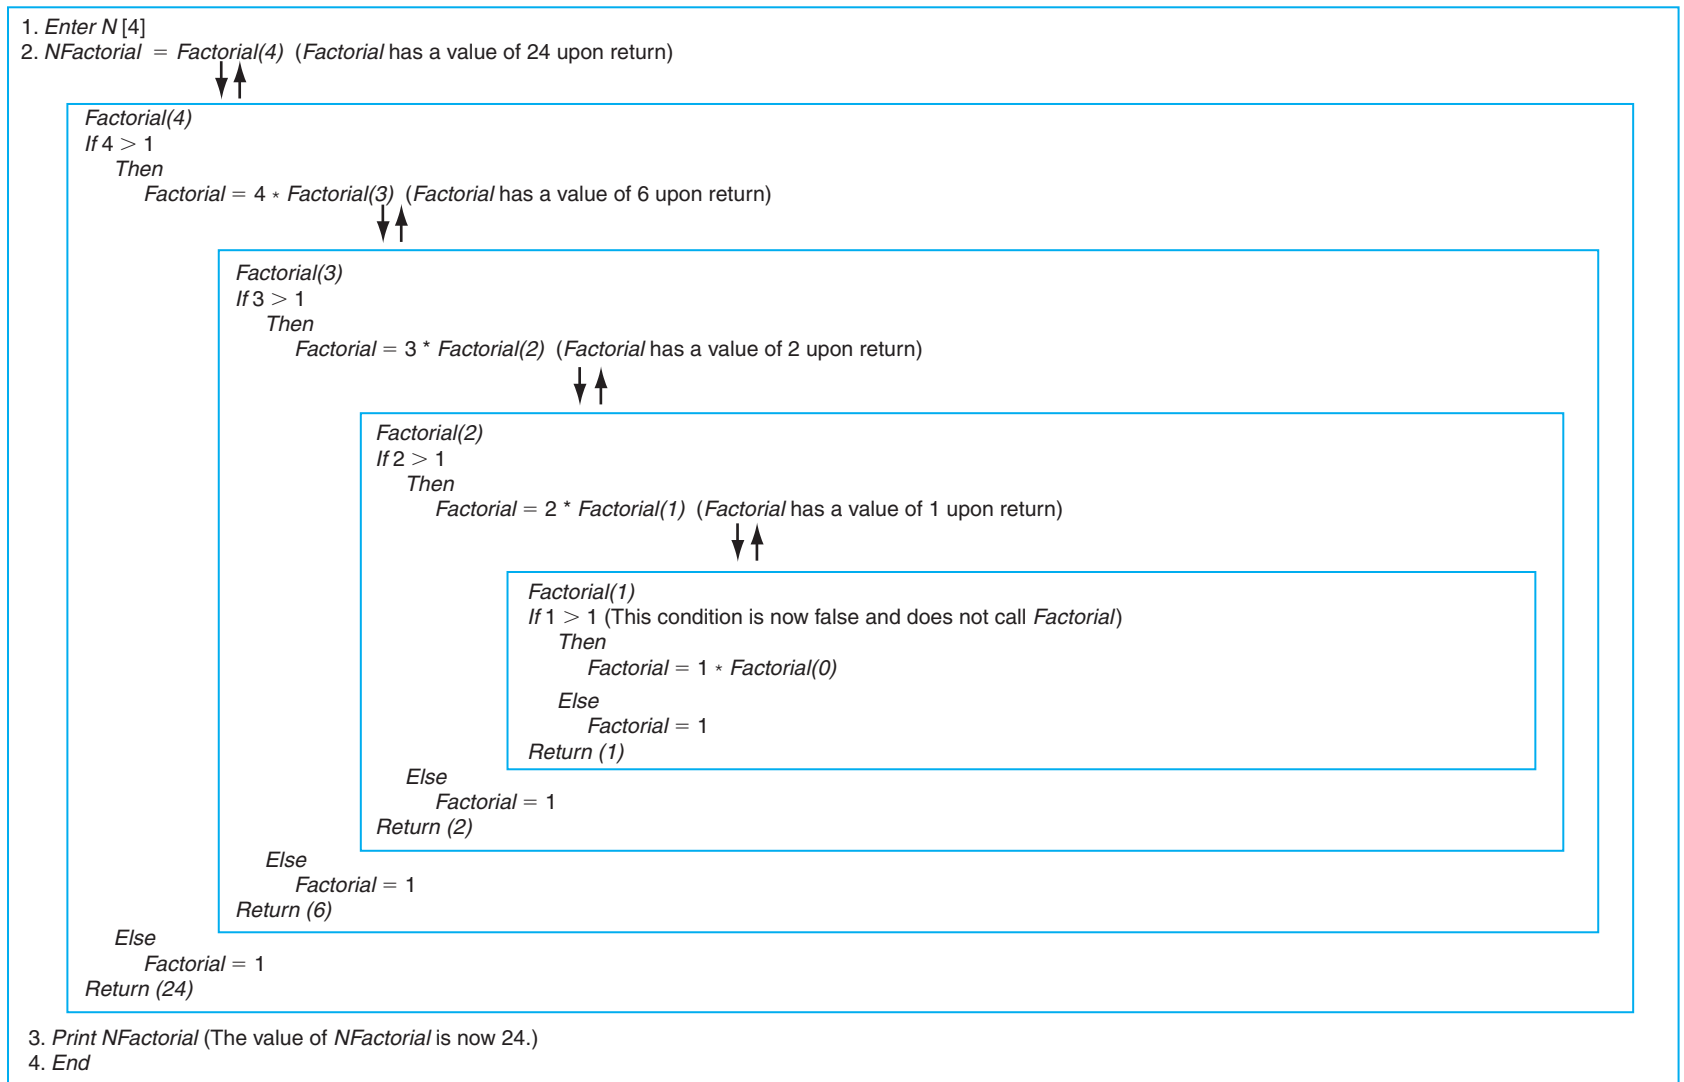 1. Enter N [4]
2. NFactorial = Factorial(4) (Factorial has a value of 24 upon return)
Factorial(4)
If 4 > 1
Then
Factorial = 4 * Factorial(3) (Factorial has a value of 6 upon return)
Factorial(3)
If 3 > 1
Then
Factorial = 3 * Factorial(2) (Factorial has a value of 2 upon return)
Factorial(2)
If 2 > 1
Then
Factorial = 2 * Factorial(1) (Factorial has a value of 1 upon return)
Factorial(1)
If 1 > 1 (This condition is now false and does not call Factorial)
Then
Factorial = 1 * Factorial(0)
Else
Factorial = 1
Return (1)
Else
Factorial = 1
Return (2)
Else
Factorial = 1
Return (6)
Else
Factorial = 1
Return (24)
3. Print NFactorial (The value of NFactorial is now 24.)
4. End